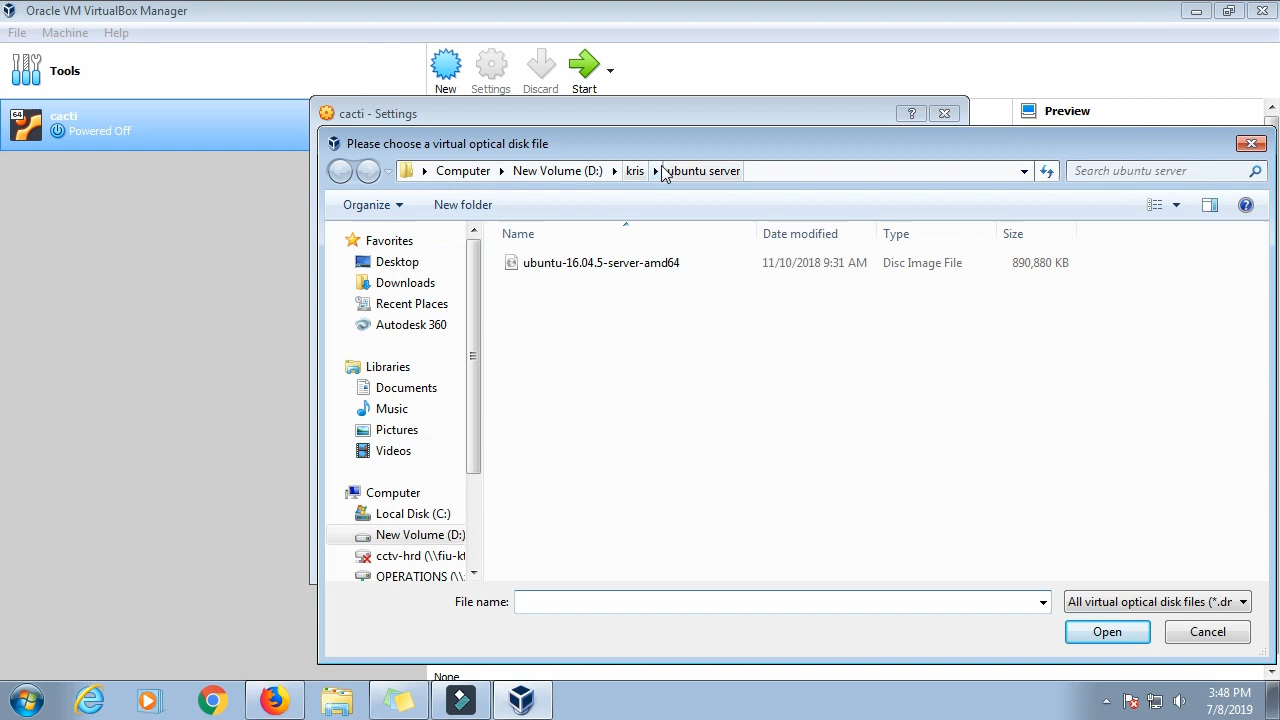 Oracle VM VirtualBox Manager
File Machine Help
Tools
New Settings Discard Start
64
cacti
Powered Off
Preview
cacti - Settings
?
Please choose a virtual optical disk file
Computer New Volume (D:) kris ubuntu server
Search ubuntu server
Organize New folder
Name Date modified Type Size
ubuntu-16.04.5-server-amd64 11/10/2018 9:31 AM Disc Image File 890,880 KB
Favorites
Desktop
Downloads
Recent Places
Autodesk 360
Libraries
Documents
Music
Pictures
Videos
Computer
Local Disk (C:)
New Volume (D:)
cctv-hrd (\\fiu-kt
OPERATIONS (\\
File name: All virtual optical disk files (*.dr
Open Cancel
None
3:48 PM
7/8/2019